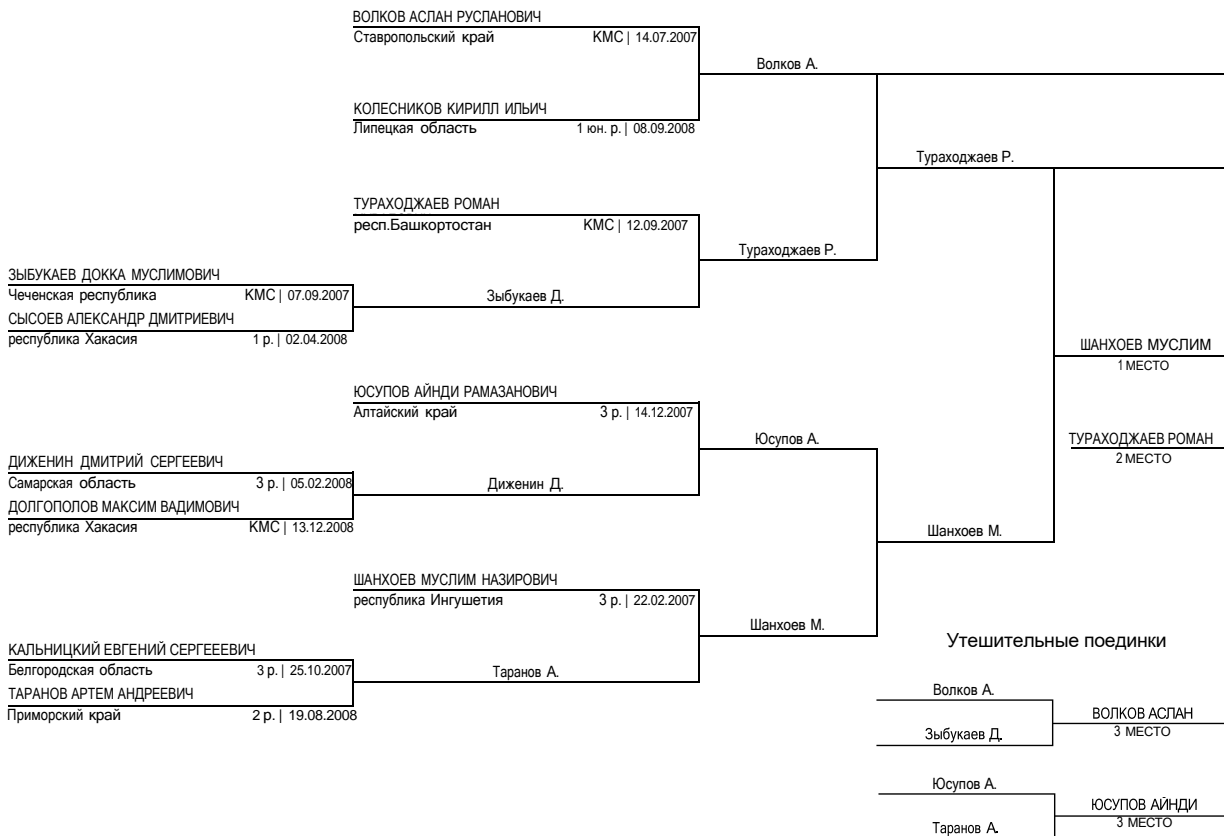 ВОЛКОВ АСЛАН РУСЛАНОВИЧ
Ставропольский край КМС | 14.07.2007
Волков А.
КОЛЕСНИКОВ КИРИЛЛ ИЛЬИЧ
Липецкая область 1 юн. р. | 08.09.2008
Тураходжаев Р.
ТУРАХОДЖАЕВ РОМАН
респ.Башкортостан КМС | 12.09.2007
Тураходжаев Р.
ЗЫБУКАЕВ ДОККА МУСЛИМОВИЧ
Чеченская республика КМС | 07.09.2007
Зыбукаев Д.
СЫСОЕВ АЛЕКСАНДР ДМИТРИЕВИЧ
республика Хакасия 1 р. | 02.04.2008
ШАНХОЕВ МУСЛИМ
1 МЕСТО
ЮСУПОВ АЙНДИ РАМАЗАНОВИЧ
Алтайский край 3 р. | 14.12.2007
Юсупов А.
ТУРАХОДЖАЕВ РОМАН
2 МЕСТО
ДИЖЕНИН ДМИТРИЙ СЕРГЕЕВИЧ
Самарская область 3 р. | 05.02.2008
Диженин Д.
ДОЛГОПОЛОВ МАКСИМ ВАДИМОВИЧ
республика Хакасия КМС | 13.12.2008
Шанхоев М.
ШАНХОЕВ МУСЛИМ НАЗИРОВИЧ
республика Ингушетия 3 р. | 22.02.2007
Шанхоев М.
КАЛЬНИЦКИЙ ЕВГЕНИЙ СЕРГЕЕЕВИЧ
Белгородская область 3 р. | 25.10.2007
Таранов А.
ТАРАНОВ АРТЕМ АНДРЕЕВИЧ
Приморский край 2 р. | 19.08.2008
Утешительные поединки
Волков А.
ВОЛКОВ АСЛАН
3 МЕСТО
Зыбукаев Д.
Юсупов А.
ЮСУПОВ АЙНДИ
3 МЕСТО
Таранов А.